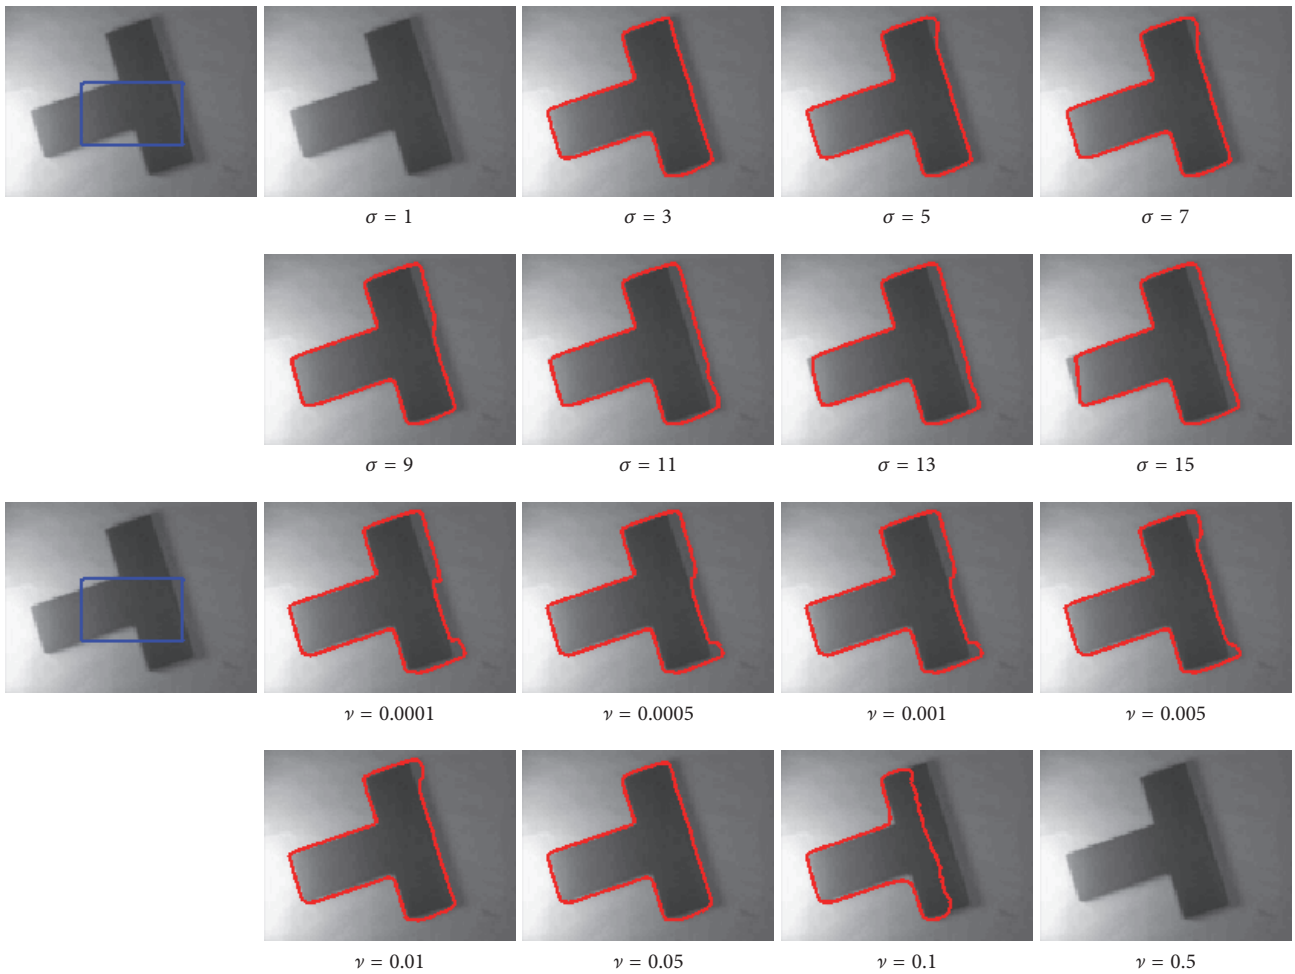 σ = 1
σ = 3
σ = 5
σ = 7
σ = 9
σ = 11
σ = 13
σ = 15
ν = 0.0001
ν = 0.0005
ν = 0.001
ν = 0.005
ν = 0.01
ν = 0.05
ν = 0.1
ν = 0.5